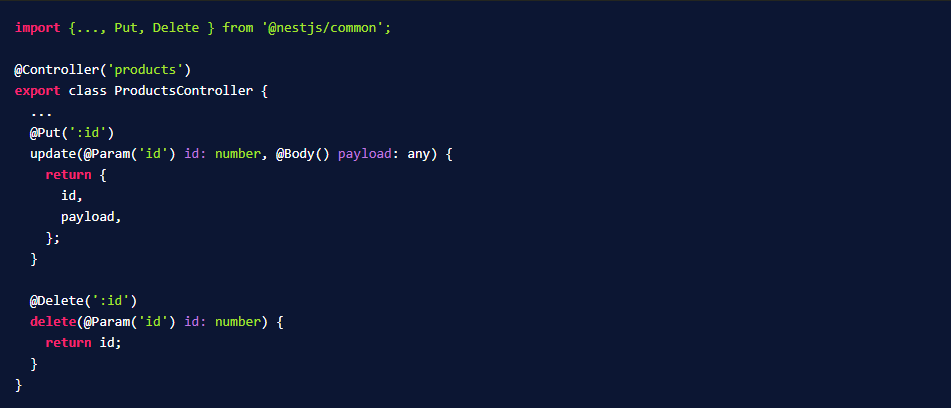 import {..., Put, Delete } from '@nestjs/common';
@Controller('products')
export class ProductsController {
...
@Put(':id')
update(@Param('id') id: number, @Body() payload: any) {
return {
id,
payload,
};
}
@Delete(':id')
delete(@Param('id') id: number) {
return id;
}
}